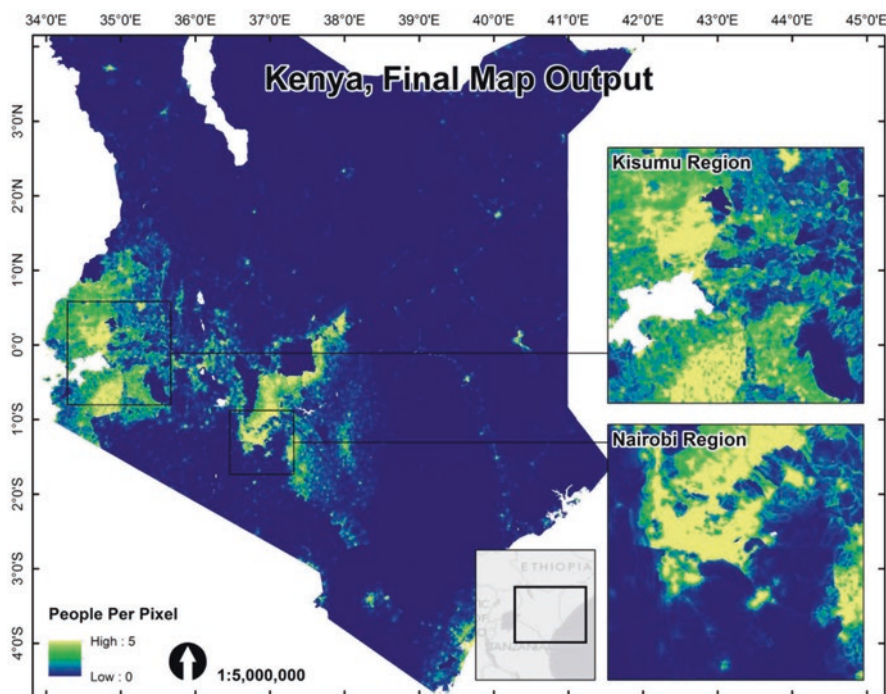 34°0'E 35°0'E 36°0'E 37°0'E 38°0'E 39°0'E 40°0'E 41°0'E 42°0'E 43°0'E 44°0'E 45°0'E
Kenya, Final Map Output
3°0'N
2°0'N
1°0'N
0°0'
1°0'S
2°0'S
3°0'S
4°0'S
Kisumu Region
Nairobi Region
ETHIOPIA
OF
TANZANIA
People Per Pixel
High : 5
Low : 0
1:5,000,000